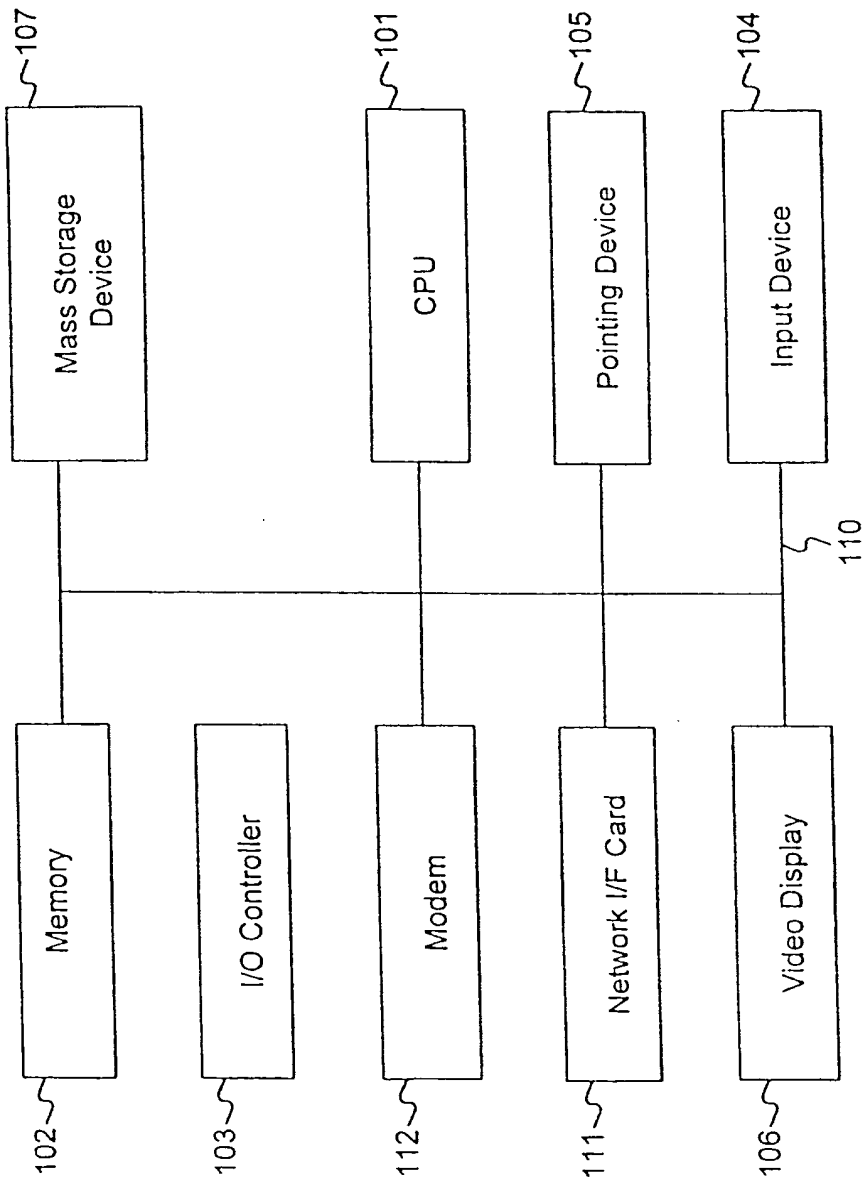 107
Mass Storage
Device
101
CPU
105
Pointing Device
104
Input Device
110
Memory
102
I/O Controller
103
Modem
112
Network I/F Card
111
Video Display
106